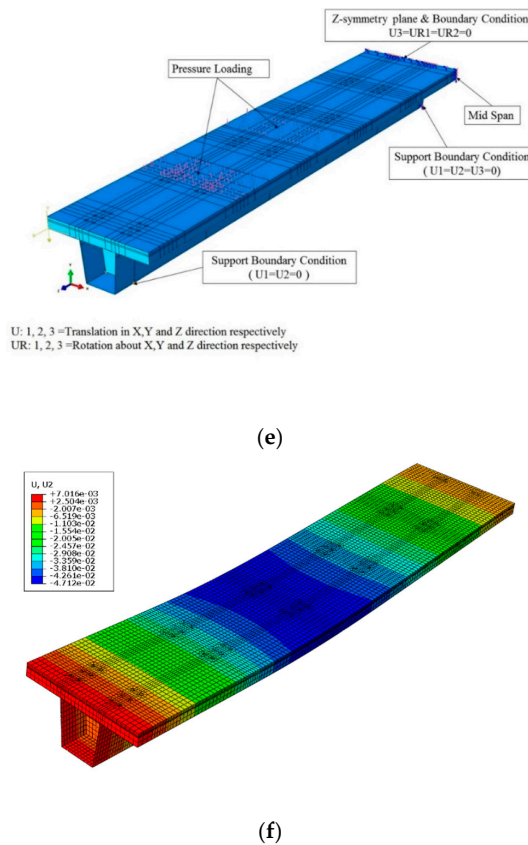 Z-symmetry plane & Boundary Condition
U3=UR1=UR2=0
Pressure Loading
Mid Span
Support Boundary Condition
( U1=U2=U3=0)
Support Boundary Condition
( U1=U2=0 )
U: 1, 2, 3 =Translation in X,Y and Z direction respectively
UR: 1, 2, 3 =Rotation about X,Y and Z direction respectively
(e)
U, U2
+7.016e-03
+2.504e-03
-2.007e-03
-6.519e-03
-1.103e-02
-1.554e-02
-2.005e-02
-2.457e-02
-2.908e-02
-3.359e-02
-3.810e-02
-4.261e-02
-4.712e-02
(f)